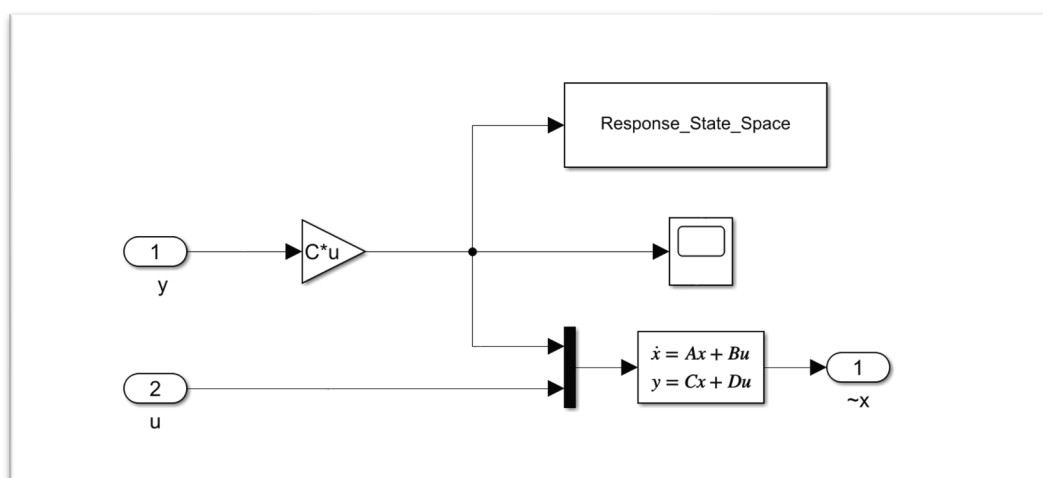 Response_State_Space
1
C*u
y
ẋ = Ax + Bu
y = Cx + Du
1
~x
2
u